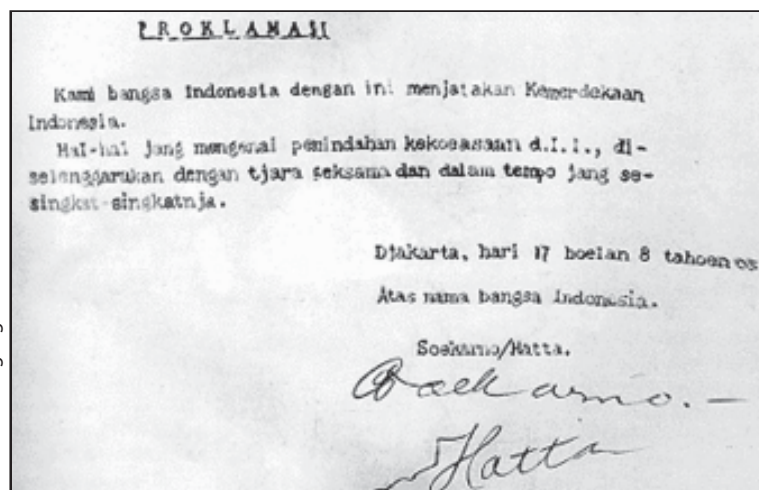 PROKLAMASI
Kami bangsa Indonesia dengan ini menjatakan Kemerdekaan
Indonesia.
Hal-hal jang mengenai pemindahan kekoeasaan d.l.l., di-
selenggarakan dengan tjara seksama dan dalam tempo jang se-
singkat-singkatnja.
Djakarta, hari 17 boelan 8 tahoen 05
Atas nama bangsa Indonesia.
Soekarno/Hatta.
Soekarno.-
Hatta